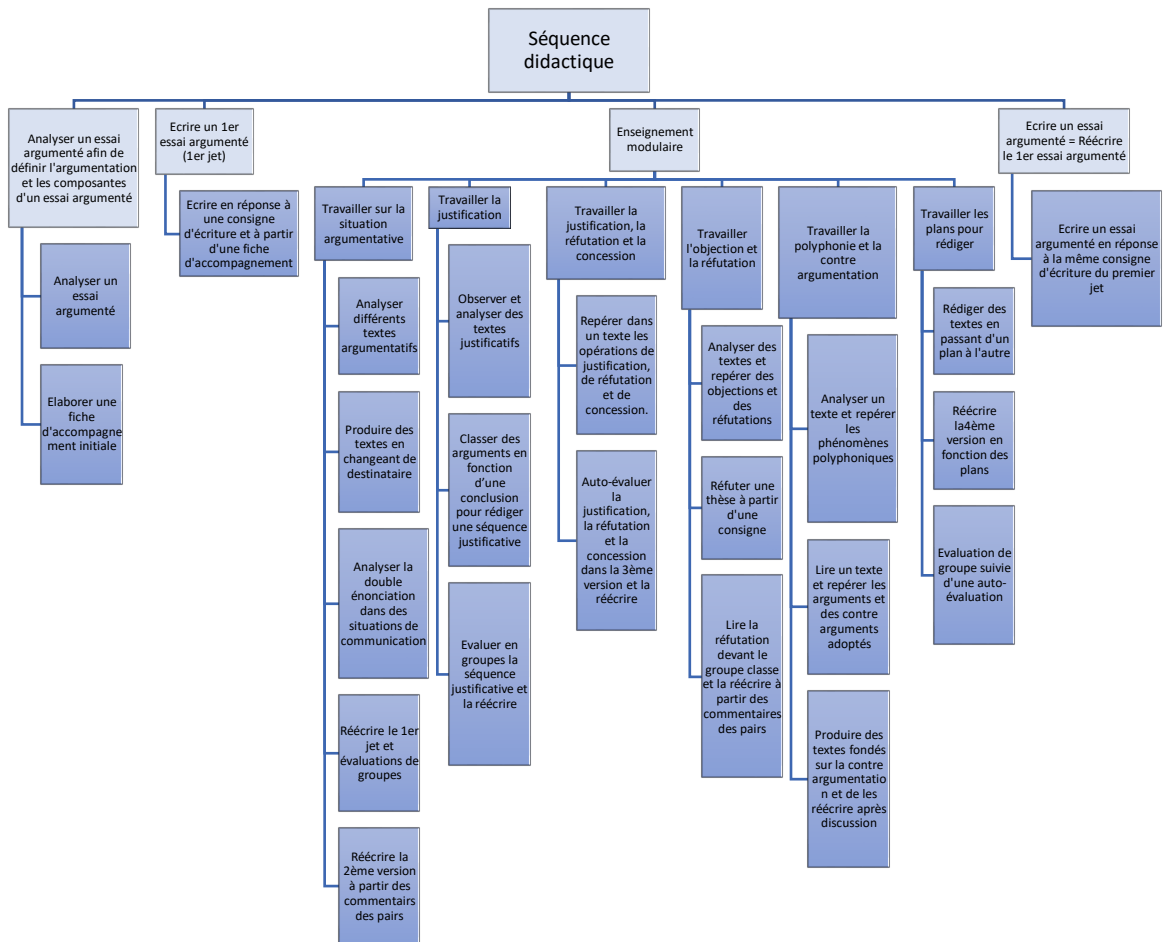 Séquence
didactique
Analyser un essai
argumenté afin de
définir l'argumentation
et les composantes
d'un essai argumenté
Analyser un
essai
argumenté
Elaborer une
fiche
d'accompagne
ment initiale
Ecrire un 1er
essai argumenté
(1er jet)
Ecrire en réponse à
une consigne
d'écriture et à partir
d'une fiche
d'accompagnement
Enseignement
modulaire
Travailler sur la
situation
argumentative
Analyser
différents
textes
argumentatifs
Produire des
textes en
changeant de
destinataire
Analyser la
double
énonciation
dans des
situations de
communication
Réécrire le 1er
jet et
évaluations de
groupes
Réécrire la
2ème version
à partir des
commentairs
des pairs
Travailler la
justification
Observer et
analyser des
textes
justificatifs
Classer des
arguments en
fonction
d’une
conclusion
pour rédiger
une séquence
justificative
Evaluer en
groupes la
séquence
justificative et
la réécrire
Travailler la
justification, la
réfutation et la
concession
Repérer dans
un texte les
opérations de
justification,
de réfutation
et de
concession.
Auto-évaluer
la
justification,
la réfutation
et la
concession
dans la 3ème
version et la
réécrire
Travailler
l'objection et
la réfutation
Analyser des
textes et
repérer des
objections et
des
réfutations
Réfuter une
thèse à partir
d'une
consigne
Lire la
réfutation
devant le
groupe classe
et la réécrire à
partir des
commentaires
des pairs
Travailler
la polyphonie et la
contre
argumentation
Analyser un
texte et repérer
les
phénomènes
polyphoniques
Lire un texte
et repérer les
arguments et
des contre
arguments
adoptés
Produire des
textes fondés
sur la contre
argumentatio
n et de les
réécrire après
discussion
Travailler les
plans pour
rédiger
Rédiger des
textes en
passant d'un
plan à l'autre
Réécrire
la4ème
version en
fonction des
plans
Evaluation de
groupe suivie
d'une auto-
évaluation
Ecrire un essai
argumenté = Réécrire
le 1er essai argumenté
Ecrire un essai
argumenté en réponse
à la même consigne
d'écriture du premier
jet